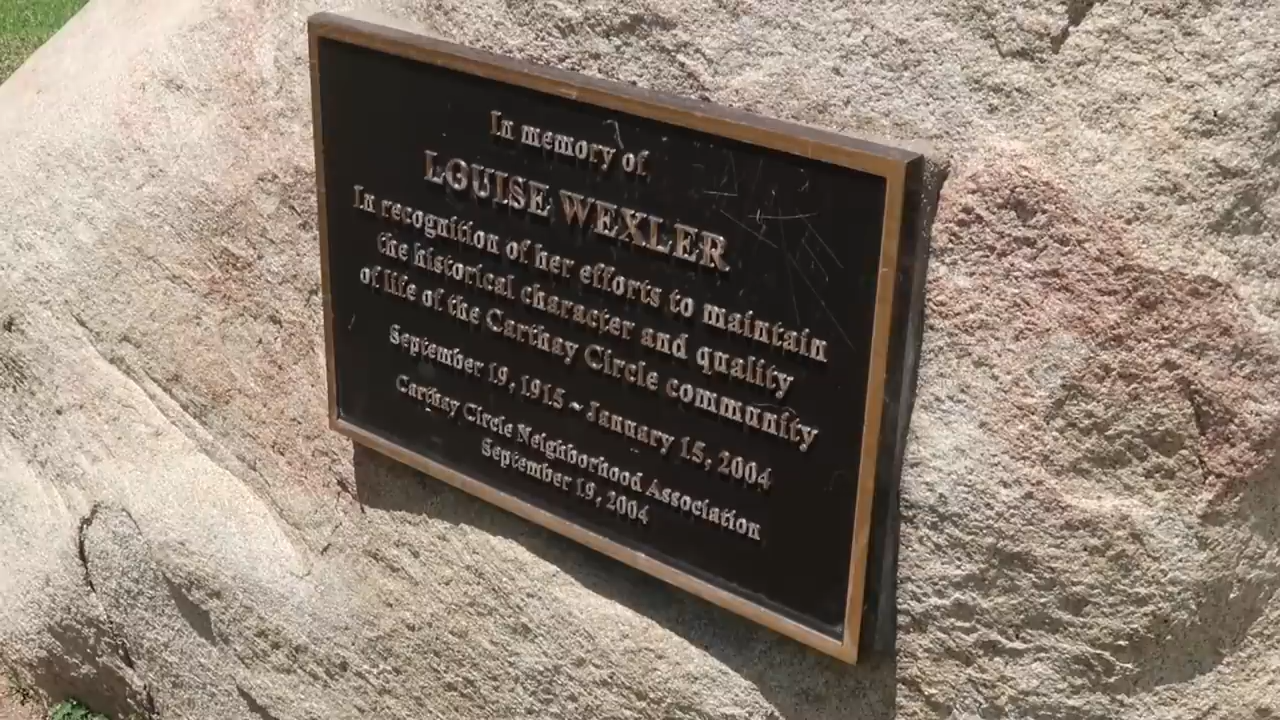 In memory of
LOUISE WEXLER
In recognition of her efforts to maintain
the historical character and quality
of life of the Carthay Circle community
September 19, 1915 ~ January 15, 2004
Carthay Circle Neighborhood Association
September 19, 2004